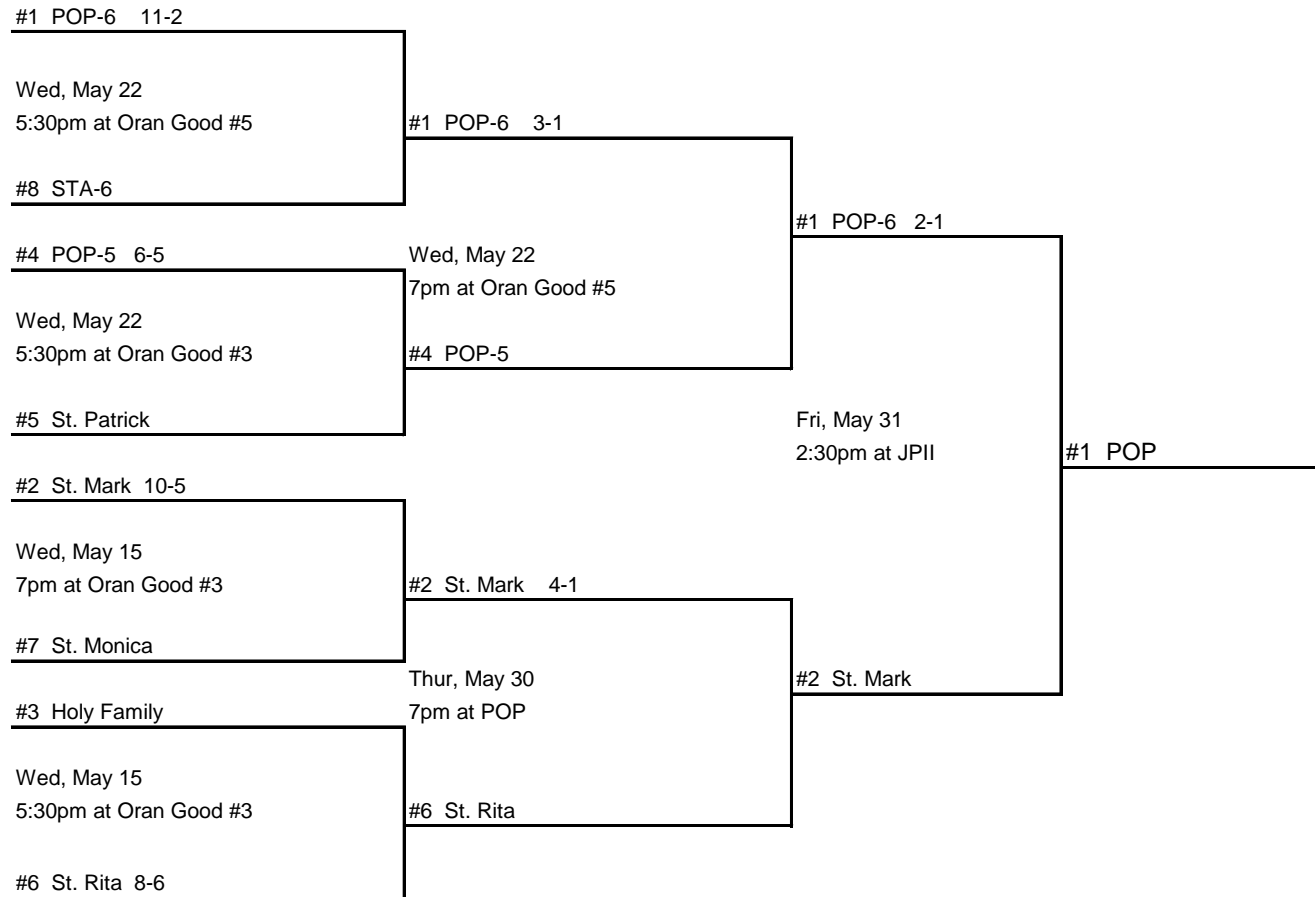 #1 POP-6 11-2
Wed, May 22
5:30pm at Oran Good #5
#8 STA-6
#4 POP-5 6-5
Wed, May 22
5:30pm at Oran Good #3
#5 St. Patrick
#2 St. Mark 10-5
Wed, May 15
7pm at Oran Good #3
#7 St. Monica
#3 Holy Family
Wed, May 15
5:30pm at Oran Good #3
#6 St. Rita 8-6
#1 POP-6 3-1
Wed, May 22
7pm at Oran Good #5
#4 POP-5
#2 St. Mark 4-1
Thur, May 30
7pm at POP
#6 St. Rita
#1 POP-6 2-1
Fri, May 31
2:30pm at JPII
#2 St. Mark
#1 POP